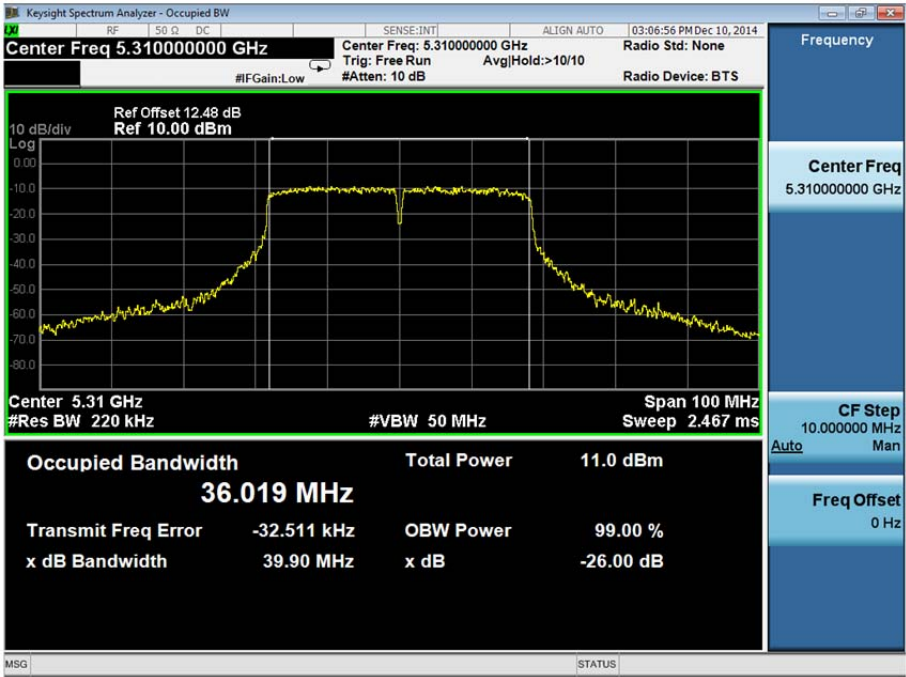 Keysight Spectrum Analyzer - Occupied BW
LXI RF 50 Ω DC SENSE:INT ALIGN AUTO 03:06:56 PM Dec 10, 2014
Center Freq 5.310000000 GHz
Center Freq: 5.310000000 GHz Radio Std: None
Trig: Free Run Avg|Hold:>10/10
#IFGain:Low #Atten: 10 dB Radio Device: BTS
Ref Offset 12.48 dB
10 dB/div Ref 10.00 dBm
Log
0.00
-10.0
-20.0
-30.0
-40.0
-50.0
-60.0
-70.0
-80.0
Center 5.31 GHz Span 100 MHz
#Res BW 220 kHz #VBW 50 MHz Sweep 2.467 ms
Occupied Bandwidth Total Power 11.0 dBm
36.019 MHz
Transmit Freq Error -32.511 kHz OBW Power 99.00 %
x dB Bandwidth 39.90 MHz x dB -26.00 dB
MSG STATUS
Frequency
Center Freq
5.310000000 GHz
CF Step
10.000000 MHz
Auto Man
Freq Offset
0 Hz